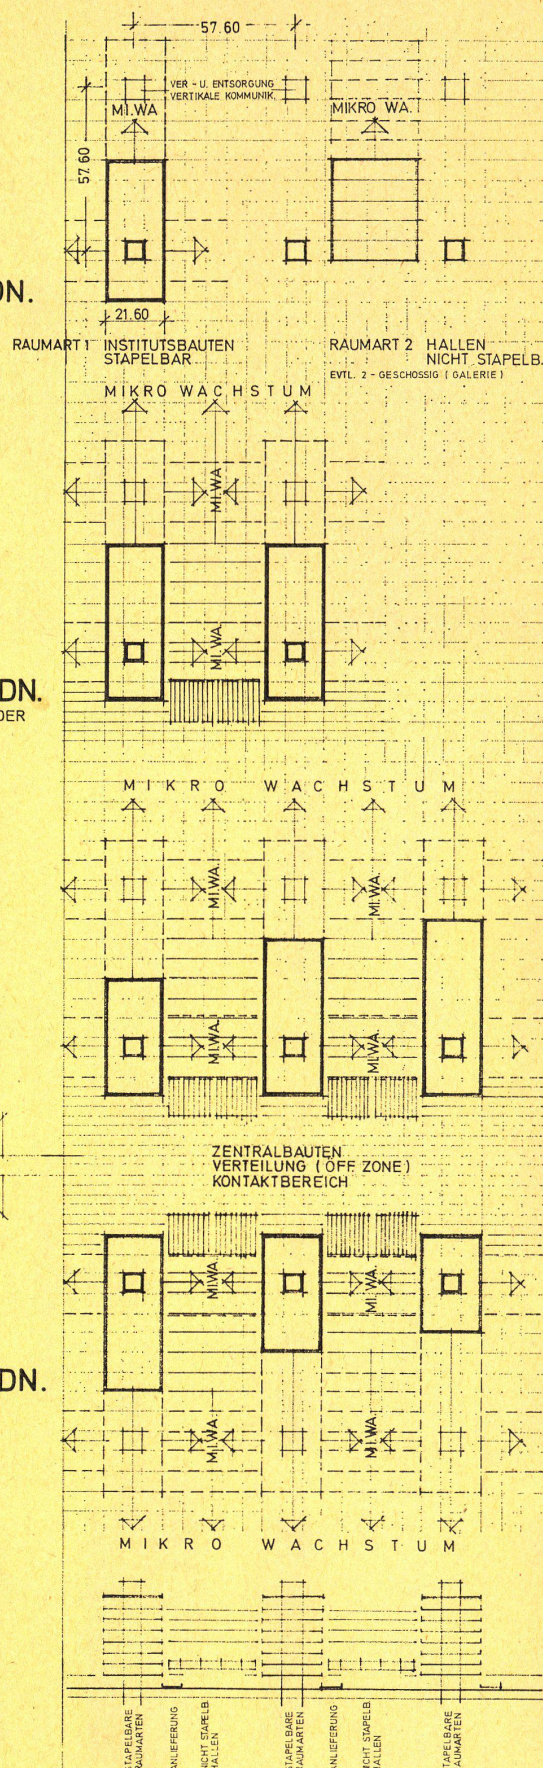 57.60
VER - U. ENTSORGUNG
VERTIKALE KOMMUNIK.
MI.WA
MIKRO WA.
57.60
DN.
21.60
RAUMART 1 INSTITUTSBAUTEN
STAPELBAR
RAUMART 2 HALLEN
NICHT STAPELB.
EVTL. 2 - GESCHOSSIG ( GALERIE )
MIKRO WACHSTUM
MI.WA.
MI.WA.
DN.
DER
MIKRO WACHSTUM
MI.WA.
MI.WA.
MI.WA.
MI.WA.
ZENTRALBAUTEN
VERTEILUNG ( ÖFF. ZONE )
KONTAKTBEREICH
MI.WA.
MI.WA.
DN.
MI.WA.
MI.WA.
MIKRO WACHSTUM
STAPELBARE
RAUMARTEN
ANLIEFERUNG
NICHT STAPELB.
HALLEN
STAPELBARE
RAUMARTEN
ANLIEFERUNG
NICHT STAPELB.
HALLEN
STAPELBARE
RAUMARTEN